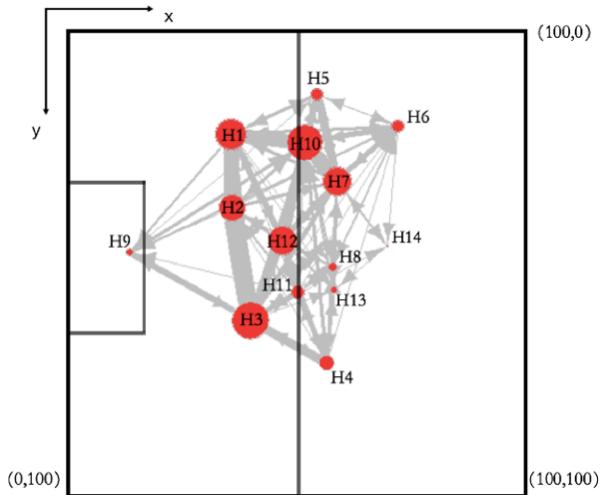 x
(100,0)
y
H5
H6
H1
H10
H7
H2
H12
H14
H9
H8
H11
H13
H3
H4
(0,100)
(100,100)